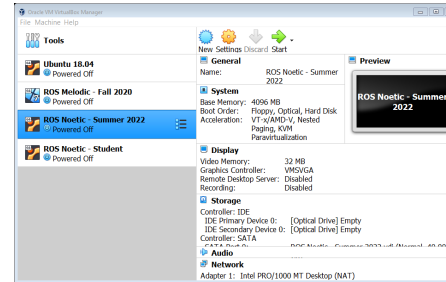 Oracle VM VirtualBox Manager
File Machine Help
Tools
New Settings Discard Start
Ubuntu 18.04
Powered Off
ROS Melodic - Fall 2020
Powered Off
ROS Noetic - Summer 2022
Powered Off
ROS Noetic - Student
Powered Off
General
Name: ROS Noetic - Summer
2022
System
Base Memory: 4096 MB
Boot Order: Floppy, Optical, Hard Disk
Acceleration: VT-x/AMD-V, Nested
Paging, KVM
Paravirtualization
Preview
ROS Noetic - Summer
2022
Display
Video Memory: 32 MB
Graphics Controller: VMSVGA
Remote Desktop Server: Disabled
Recording: Disabled
Storage
Controller: IDE
IDE Primary Device 0: [Optical Drive] Empty
IDE Secondary Device 0: [Optical Drive] Empty
Controller: SATA
Audio
Network
Adapter 1: Intel PRO/1000 MT Desktop (NAT)